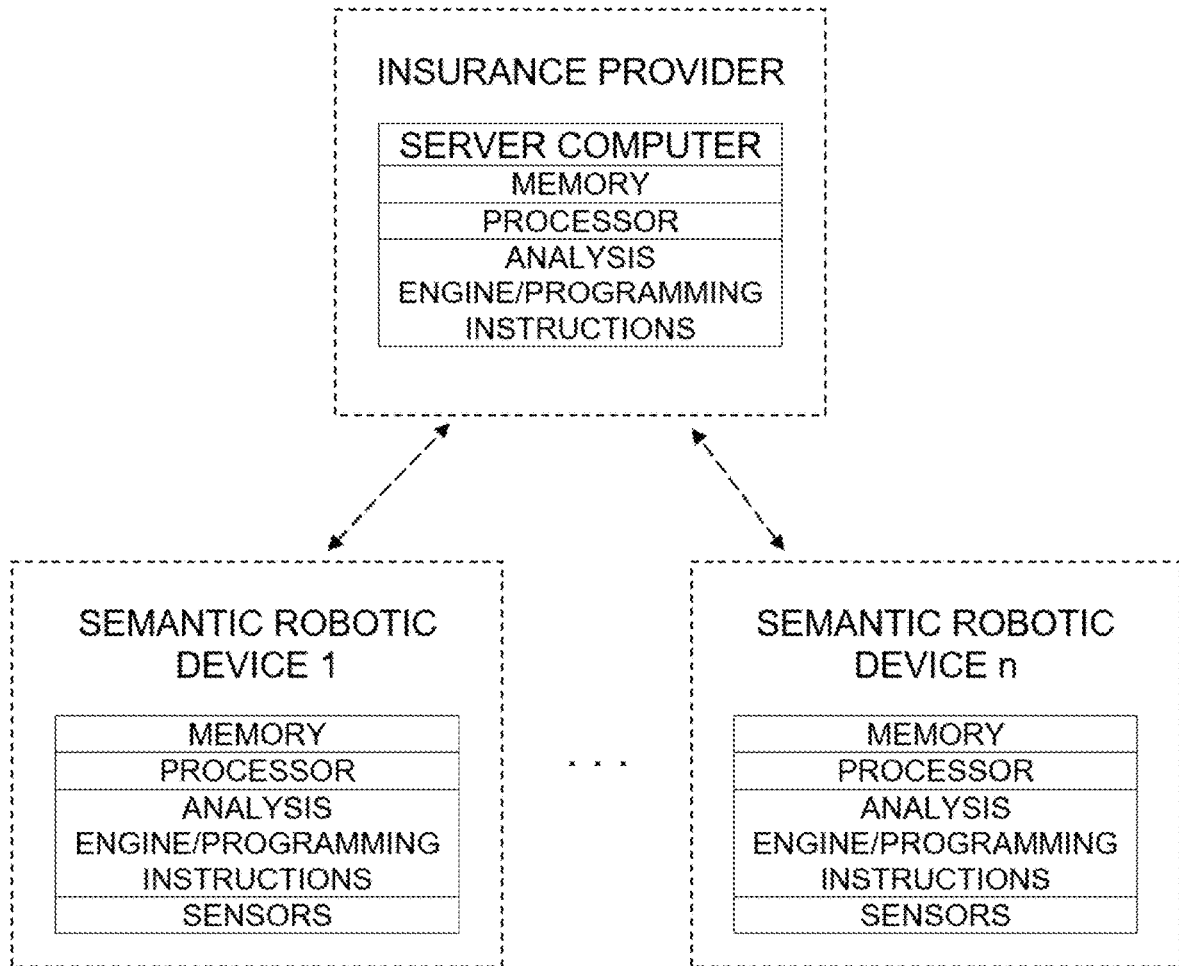 INSURANCE PROVIDER
SERVER COMPUTER
MEMORY
PROCESSOR
ANALYSIS
ENGINE/PROGRAMMING
INSTRUCTIONS
SEMANTIC ROBOTIC
DEVICE 1
MEMORY
PROCESSOR
ANALYSIS
ENGINE/PROGRAMMING
INSTRUCTIONS
SENSORS
. . .
SEMANTIC ROBOTIC
DEVICE n
MEMORY
PROCESSOR
ANALYSIS
ENGINE/PROGRAMMING
INSTRUCTIONS
SENSORS